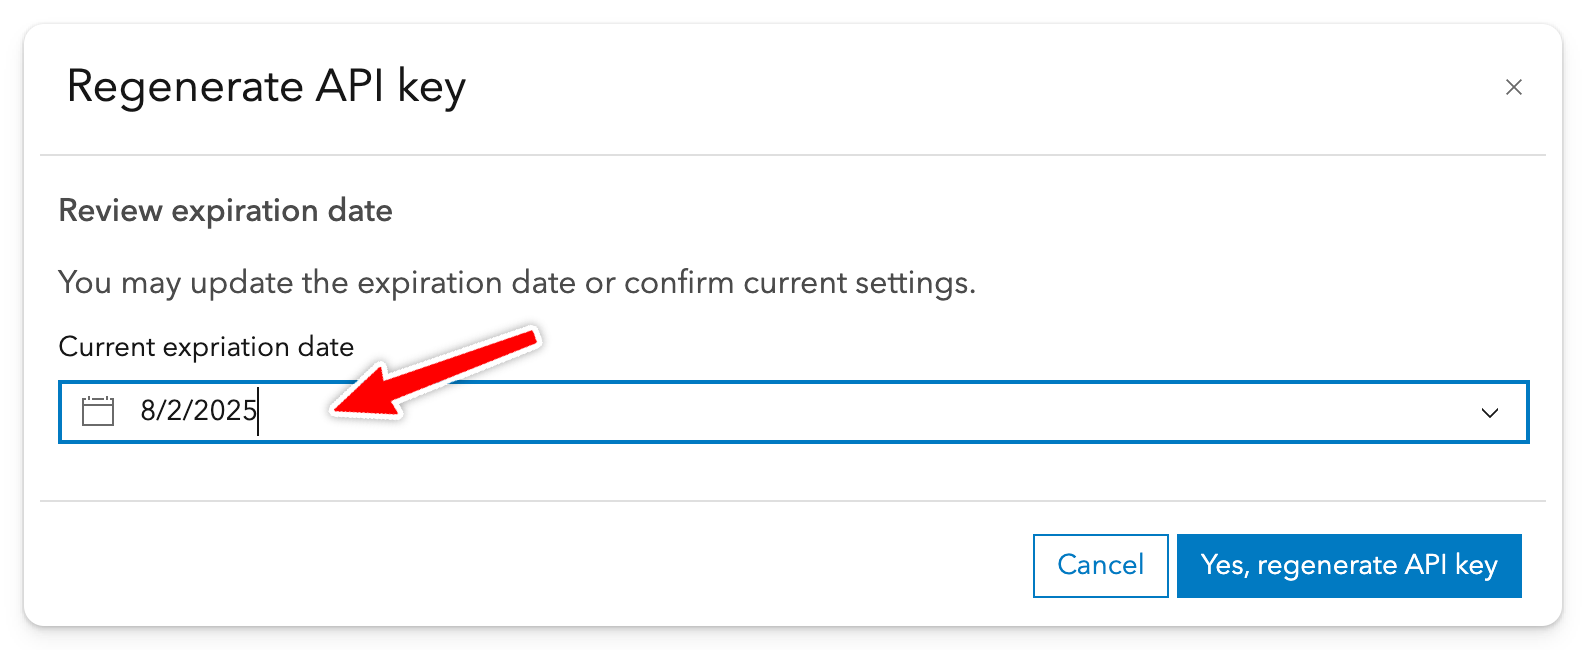 Regenerate API key
Review expiration date
You may update the expiration date or confirm current settings.
Current expriation date
8/2/2025
Cancel
Yes, regenerate API key